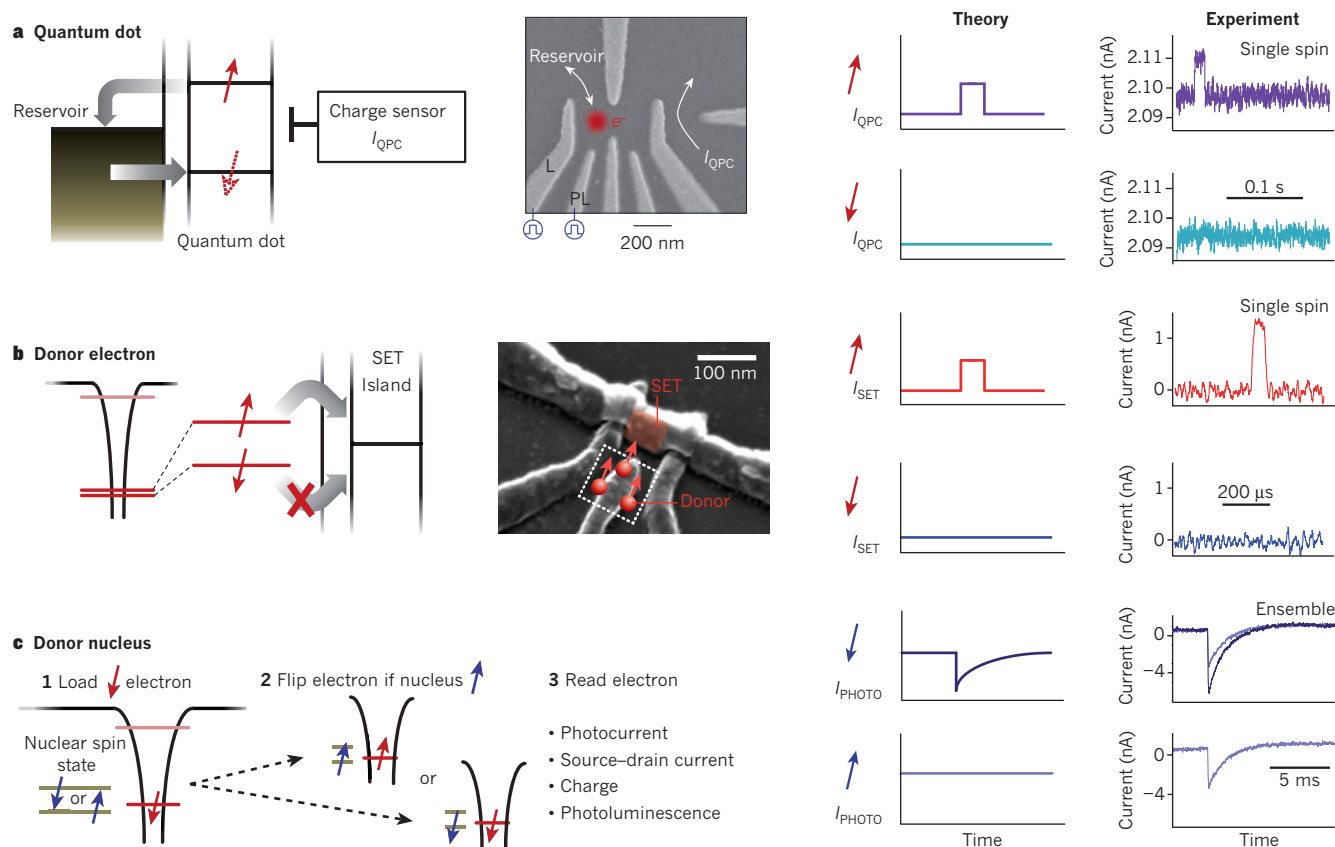 a Quantum dot
Reservoir
Charge sensor
I_QPC
Quantum dot
Reservoir
e–
I_QPC
L
PL
200 nm
Theory
Experiment
I_QPC
Current (nA)
2.11
2.10
2.09
Single spin
I_QPC
Current (nA)
2.11
2.10
2.09
0.1 s
b Donor electron
SET
Island
100 nm
SET
Donor
I_SET
Current (nA)
1
0
Single spin
I_SET
Current (nA)
1
0
200 µs
c Donor nucleus
1 Load electron
Nuclear spin
state
or
2 Flip electron if nucleus
or
3 Read electron
• Photocurrent
• Source–drain current
• Charge
• Photoluminescence
I_PHOTO
Current (nA)
0
−4
Ensemble
I_PHOTO
Time
Current (nA)
0
−4
5 ms
Time